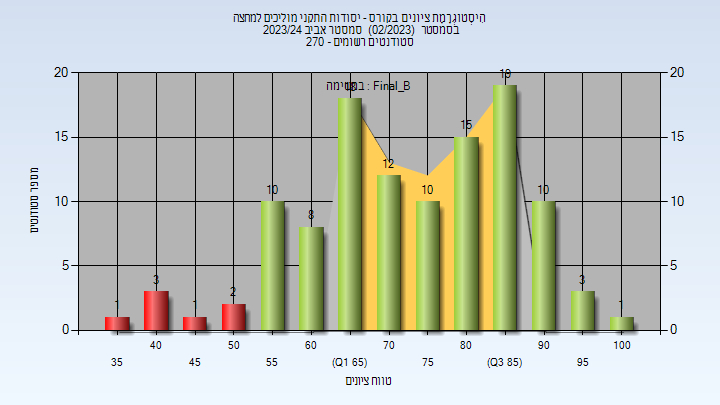 היסטוגרמת ציונים בקורס - יסודות התקני מוליכים למחצה
בסמסטר (02/2023) סמסטר אביב 2023/24
סטודנטים רשומים - 270
במשימה : Final_B
מספר סטודנטים
20 15 10 5 0
20 15 10 5 0
1 3 1 2 10 8 18 12 10 15 19 10 3 1
40 50 60 70 80 90 100
35 45 55 (Q1 65) 75 (Q3 85) 95
טווח ציונים